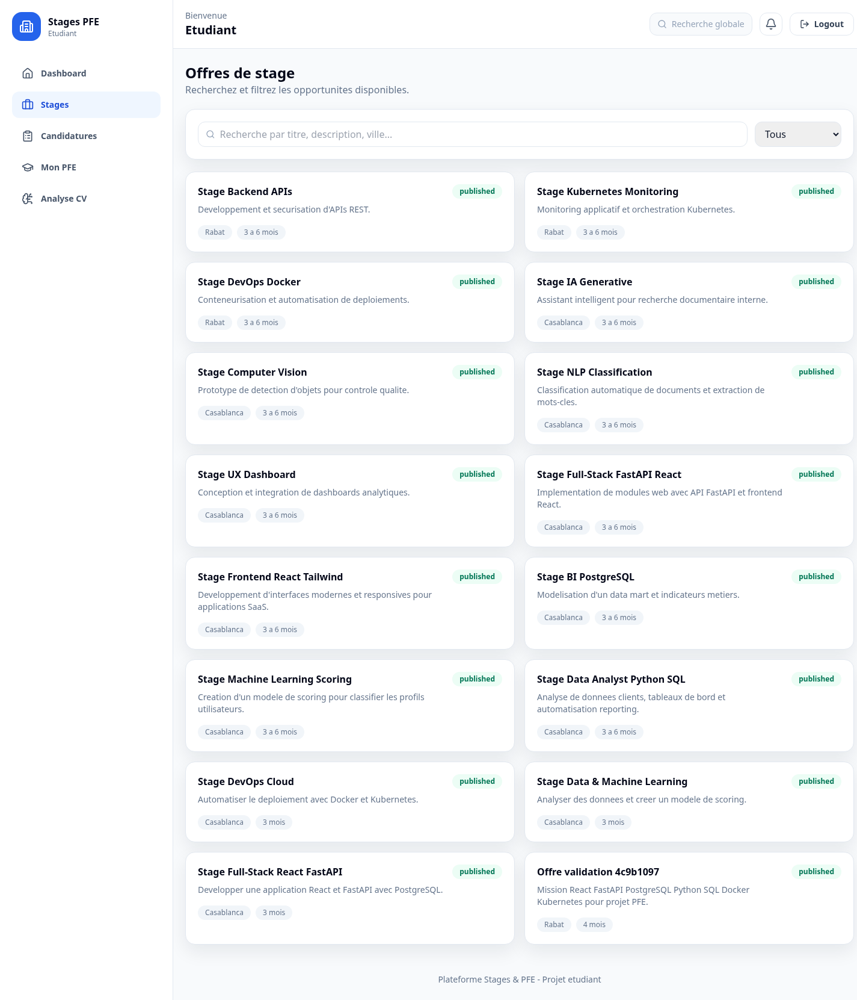 Stages PFE
Etudiant
Dashboard
Stages
Candidatures
Mon PFE
Analyse CV
Bienvenue
Etudiant
Recherche globale
Logout
Offres de stage
Recherchez et filtrez les opportunites disponibles.
Recherche par titre, description, ville...
Tous
Stage Backend APIs
published
Developpement et securisation d'APIs REST.
Rabat
3 a 6 mois
Stage Kubernetes Monitoring
published
Monitoring applicatif et orchestration Kubernetes.
Rabat
3 a 6 mois
Stage DevOps Docker
published
Conteneurisation et automatisation de deploiements.
Rabat
3 a 6 mois
Stage IA Generative
published
Assistant intelligent pour recherche documentaire interne.
Casablanca
3 a 6 mois
Stage Computer Vision
published
Prototype de detection d'objets pour controle qualite.
Casablanca
3 a 6 mois
Stage NLP Classification
published
Classification automatique de documents et extraction de
mots-cles.
Casablanca
3 a 6 mois
Stage UX Dashboard
published
Conception et integration de dashboards analytiques.
Casablanca
3 a 6 mois
Stage Full-Stack FastAPI React
published
Implementation de modules web avec API FastAPI et frontend
React.
Casablanca
3 a 6 mois
Stage Frontend React Tailwind
published
Developpement d'interfaces modernes et responsives pour
applications SaaS.
Casablanca
3 a 6 mois
Stage BI PostgreSQL
published
Modelisation d'un data mart et indicateurs metiers.
Casablanca
3 a 6 mois
Stage Machine Learning Scoring
published
Creation d'un modele de scoring pour classifier les profils
utilisateurs.
Casablanca
3 a 6 mois
Stage Data Analyst Python SQL
published
Analyse de donnees clients, tableaux de bord et
automatisation reporting.
Casablanca
3 a 6 mois
Stage DevOps Cloud
published
Automatiser le deploiement avec Docker et Kubernetes.
Casablanca
3 mois
Stage Data & Machine Learning
published
Analyser des donnees et creer un modele de scoring.
Casablanca
3 mois
Stage Full-Stack React FastAPI
published
Developper une application React et FastAPI avec PostgreSQL.
Casablanca
3 mois
Offre validation 4c9b1097
published
Mission React FastAPI PostgreSQL Python SQL Docker
Kubernetes pour projet PFE.
Rabat
4 mois
Plateforme Stages & PFE - Projet etudiant